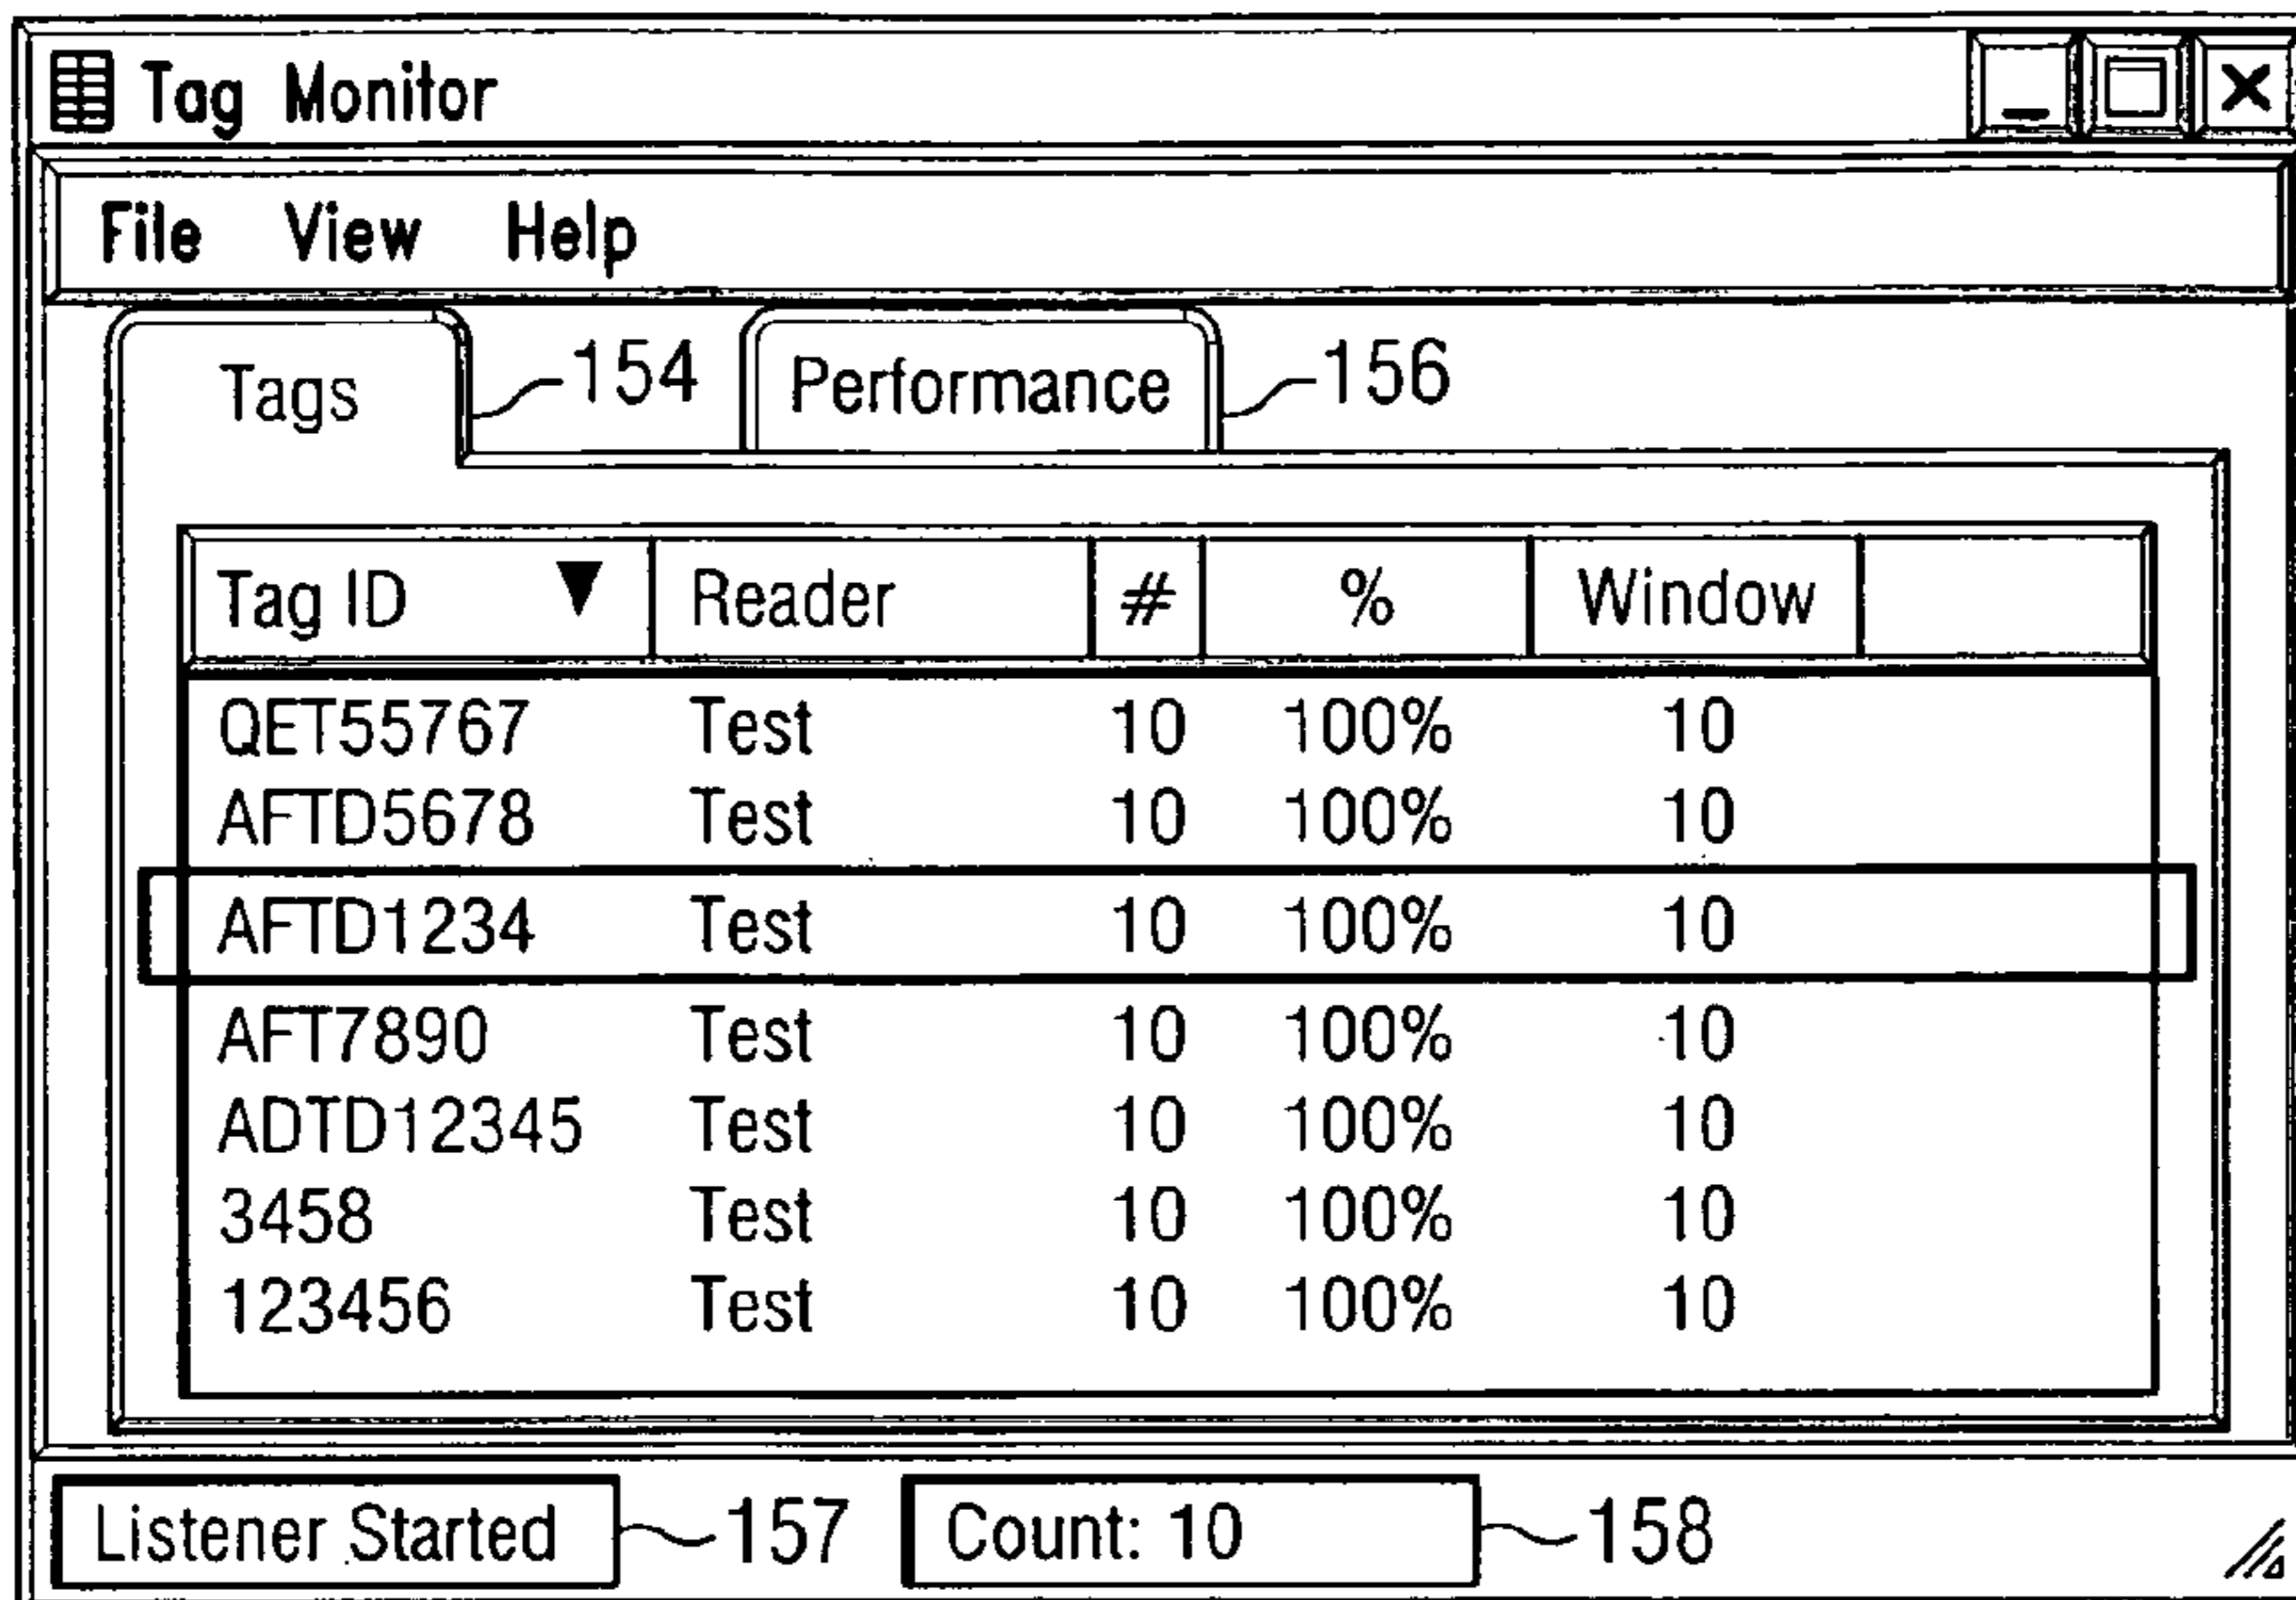 Tag Monitor
File View Help
Tags 154 Performance 156
Tag ID Reader # % Window
QET55767 Test 10 100% 10
AFTD5678 Test 10 100% 10
AFTD1234 Test 10 100% 10
AFT7890 Test 10 100% 10
ADTD12345 Test 10 100% 10
3458 Test 10 100% 10
123456 Test 10 100% 10
Listener Started 157 Count: 10 158